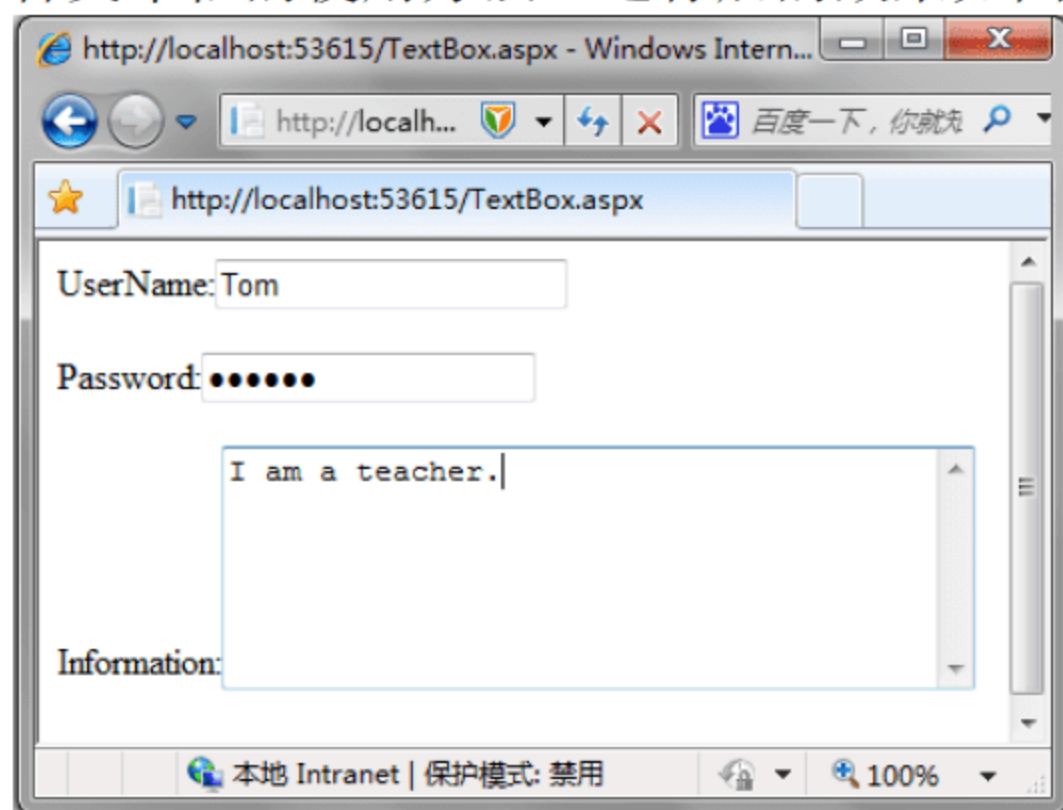 http://localhost:53615/TextBox.aspx - Windows Intern...
http://localh... 百度一下，你就知
http://localhost:53615/TextBox.aspx
UserName: Tom
Password: ●●●●●●
I am a teacher.
Information:
本地 Intranet | 保护模式: 禁用 100%